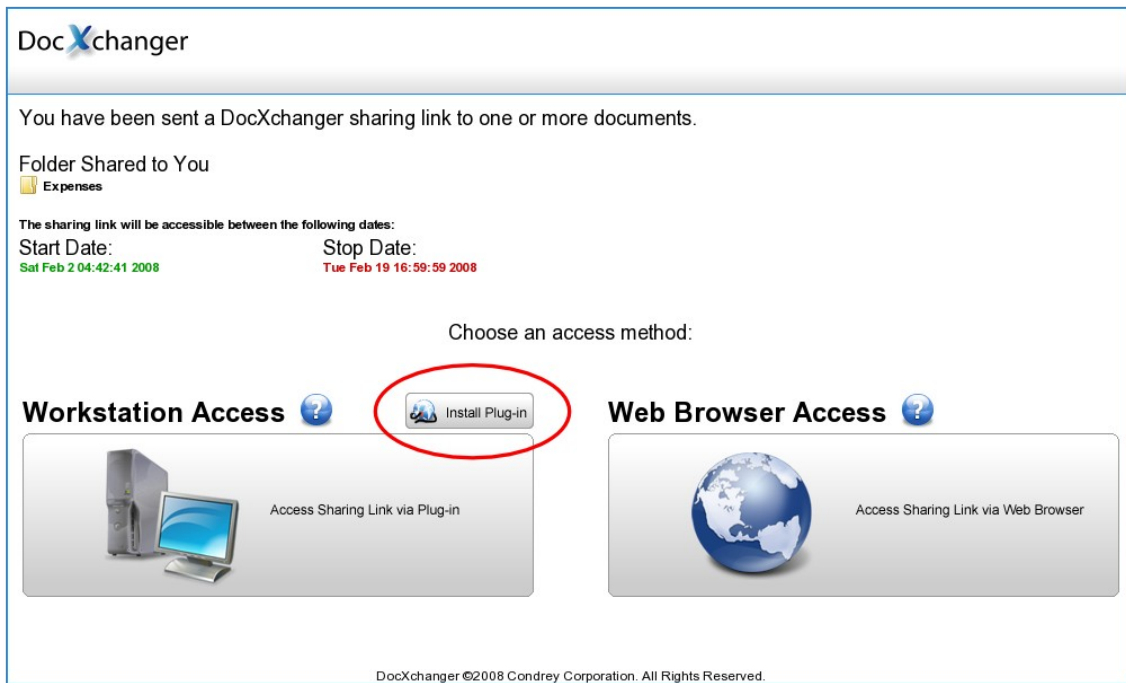 DocXchanger
You have been sent a DocXchanger sharing link to one or more documents.
Folder Shared to You
Expenses
The sharing link will be accessible between the following dates:
Start Date: Stop Date:
Sat Feb 2 04:42:41 2008 Tue Feb 19 16:59:59 2008
Choose an access method:
Workstation Access ? Install Plug-in Web Browser Access ?
Access Sharing Link via Plug-in Access Sharing Link via Web Browser
DocXchanger ©2008 Condrey Corporation. All Rights Reserved.